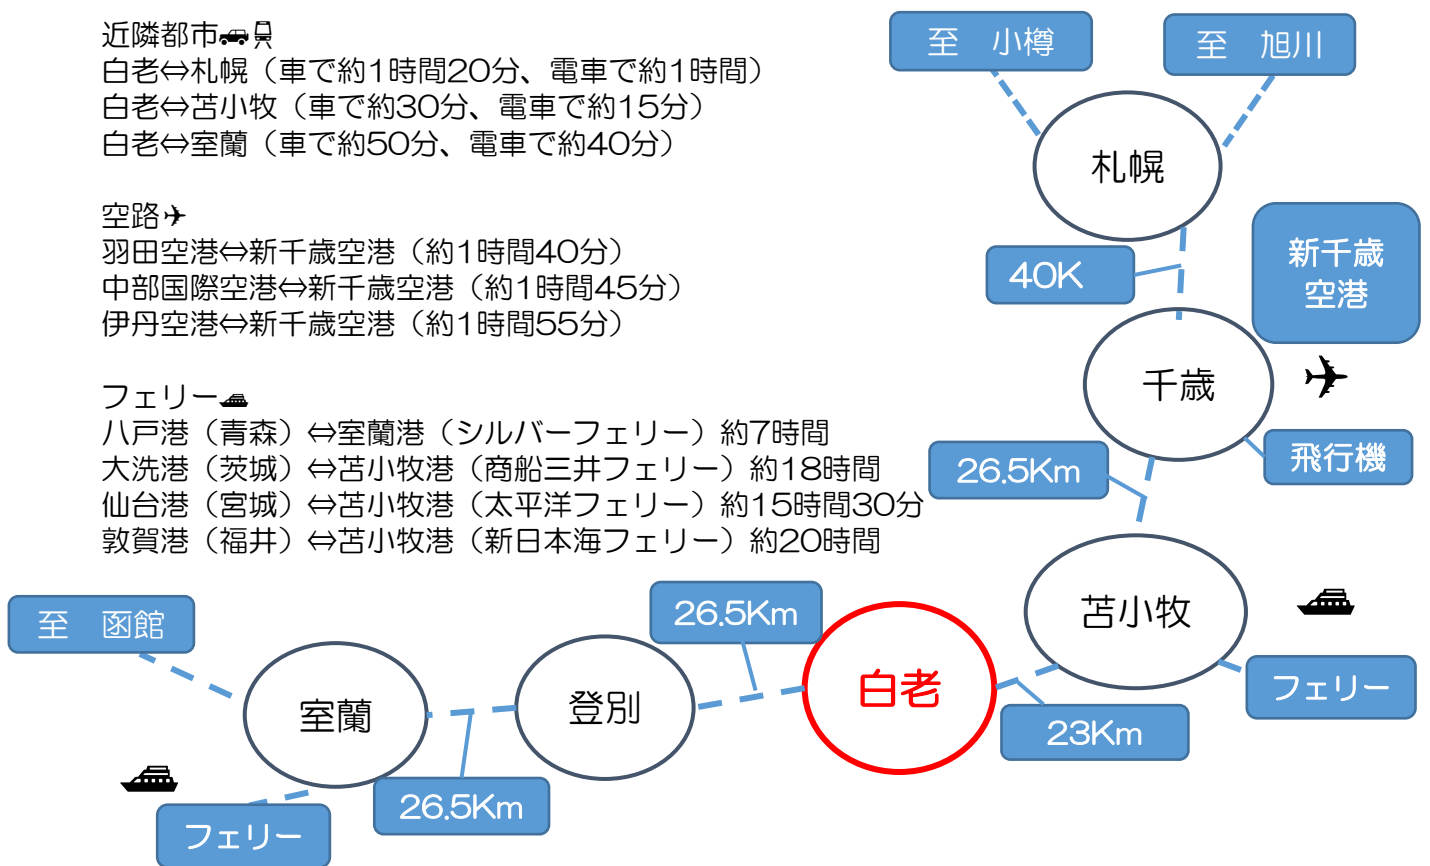 近隣都市
白老⇔札幌（車で約1時間20分、電車で約1時間）
白老⇔苫小牧（車で約30分、電車で約15分）
白老⇔室蘭（車で約50分、電車で約40分）
空路
羽田空港⇔新千歳空港（約1時間40分）
中部国際空港⇔新千歳空港（約1時間45分）
伊丹空港⇔新千歳空港（約1時間55分）
フェリー
八戸港（青森）⇔室蘭港（シルバーフェリー）約7時間
大洗港（茨城）⇔苫小牧港（商船三井フェリー）約18時間
仙台港（宮城）⇔苫小牧港（太平洋フェリー）約15時間30分
敦賀港（福井）⇔苫小牧港（新日本海フェリー）約20時間
至　小樽
至　旭川
札幌
40K
新千歳
空港
千歳
飛行機
26.5Km
苫小牧
フェリー
23Km
白老
26.5Km
登別
26.5Km
室蘭
至　函館
フェリー